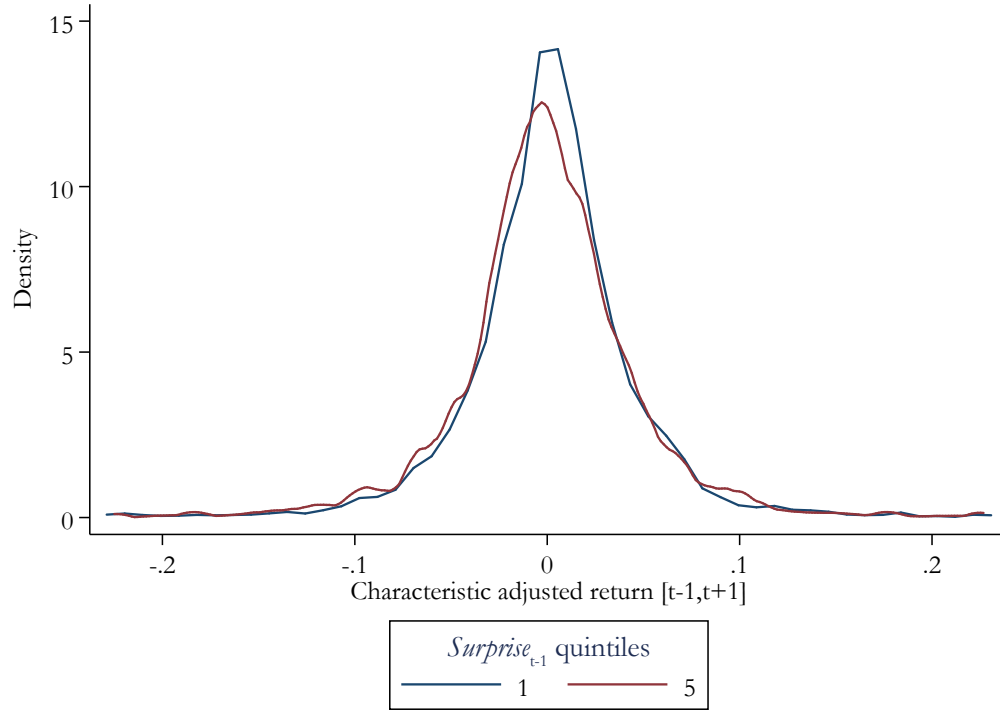 15
10
5
0
Density
-.2 -.1 0 .1 .2
Characteristic adjusted return [t-1,t+1]
Surprise t-1 quintiles
1 5